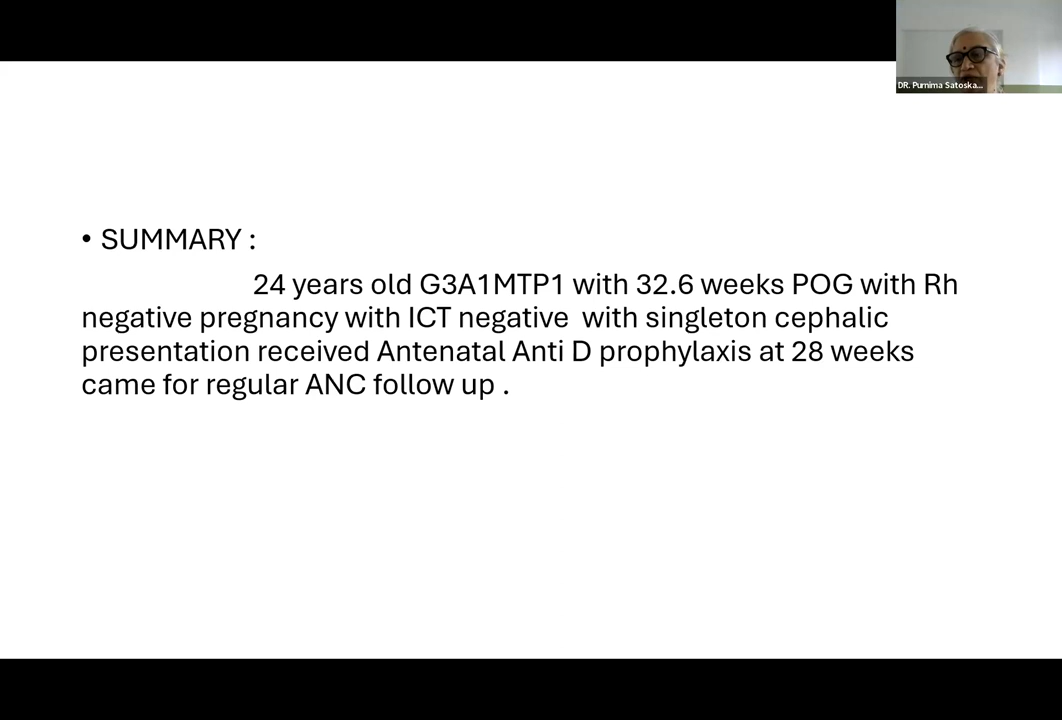 DR. Purnima Satoska...
• SUMMARY :
24 years old G3A1MTP1 with 32.6 weeks POG with Rh
negative pregnancy with ICT negative  with singleton cephalic
presentation received Antenatal Anti D prophylaxis at 28 weeks
came for regular ANC follow up .